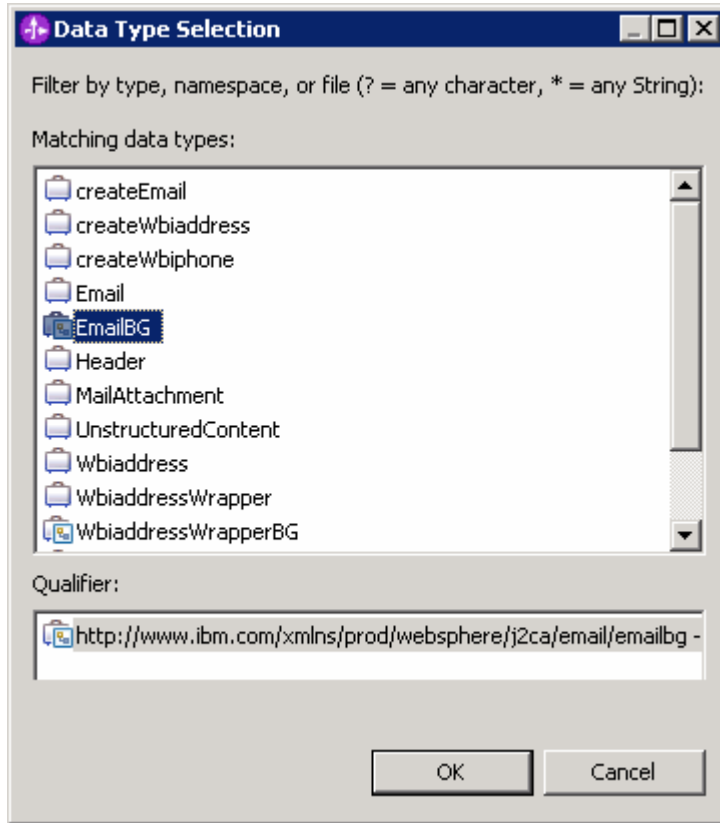 Data Type Selection
Filter by type, namespace, or file (? = any character, * = any String):
Matching data types:
createEmail
createWbiaddress
createWbiphone
Email
EmailBG
Header
MailAttachment
UnstructuredContent
Wbiaddress
WbiaddressWrapper
WbiaddressWrapperBG
Qualifier:
http://www.ibm.com/xmlns/prod/websphere/j2ca/email/emailbg -
OK Cancel